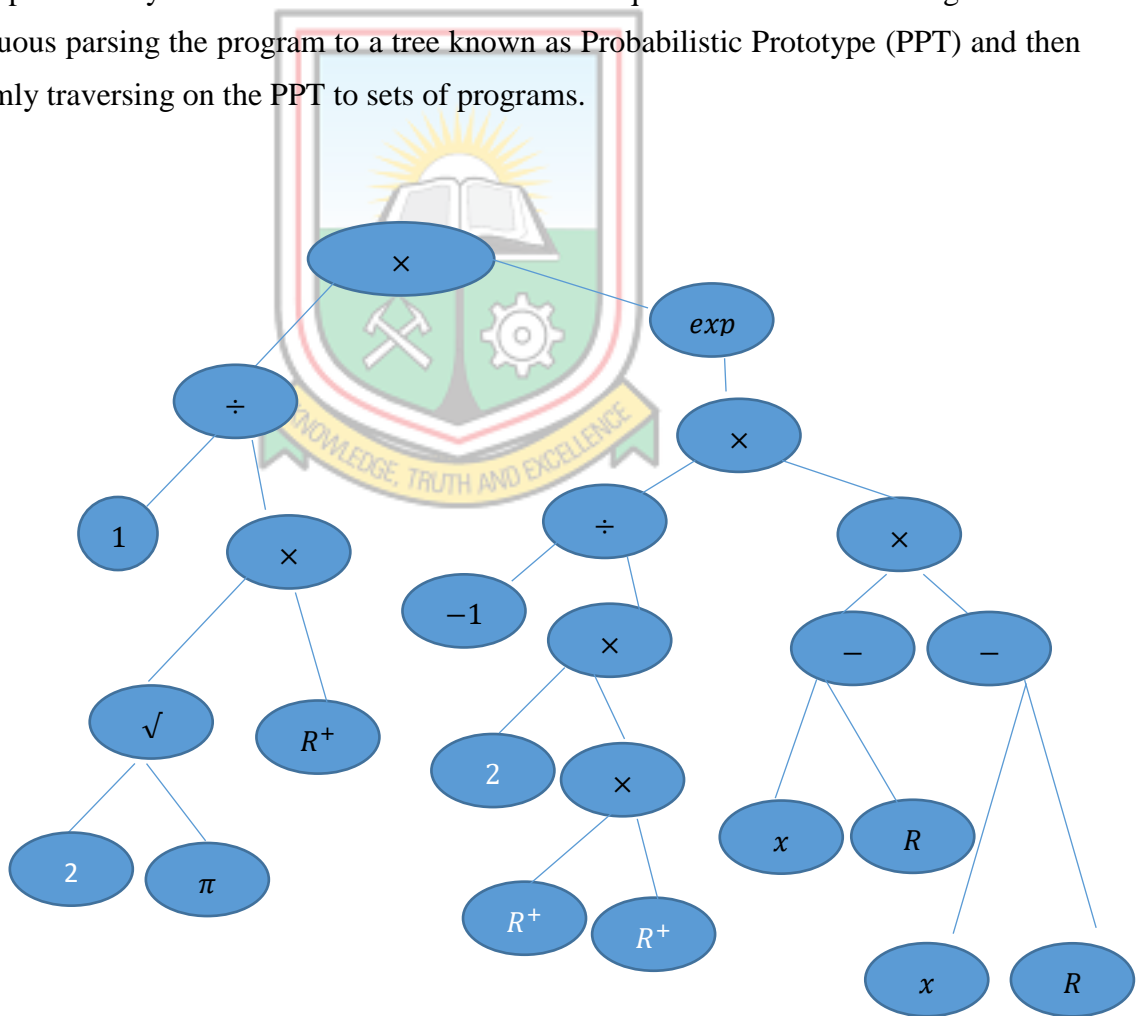 uous parsing the program to a tree known as Probabilistic Prototype (PPT) and then
mly traversing on the PPT to sets of programs.
×
exp
÷
×
KNOWLEDGE, TRUTH AND EXCELLENCE
÷
×
1
×
−1
×
−
−
√
R⁺
2
×
x
R
2
π
R⁺
R⁺
x
R